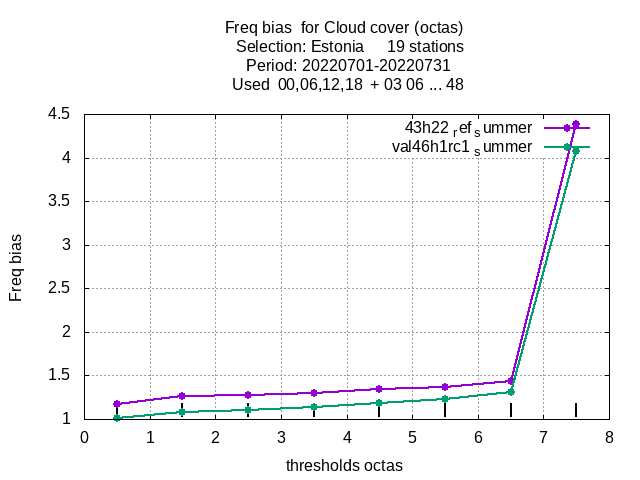 Freq bias  for Cloud cover (octas)
Selection: Estonia     19 stations
Period: 20220701-20220731
Used  00,06,12,18  + 03 06 ... 48
43h22 ref summer
val46h1rc1 summer
4.5
4
3.5
3
2.5
2
1.5
1
Freq bias
0 1 2 3 4 5 6 7 8
thresholds octas